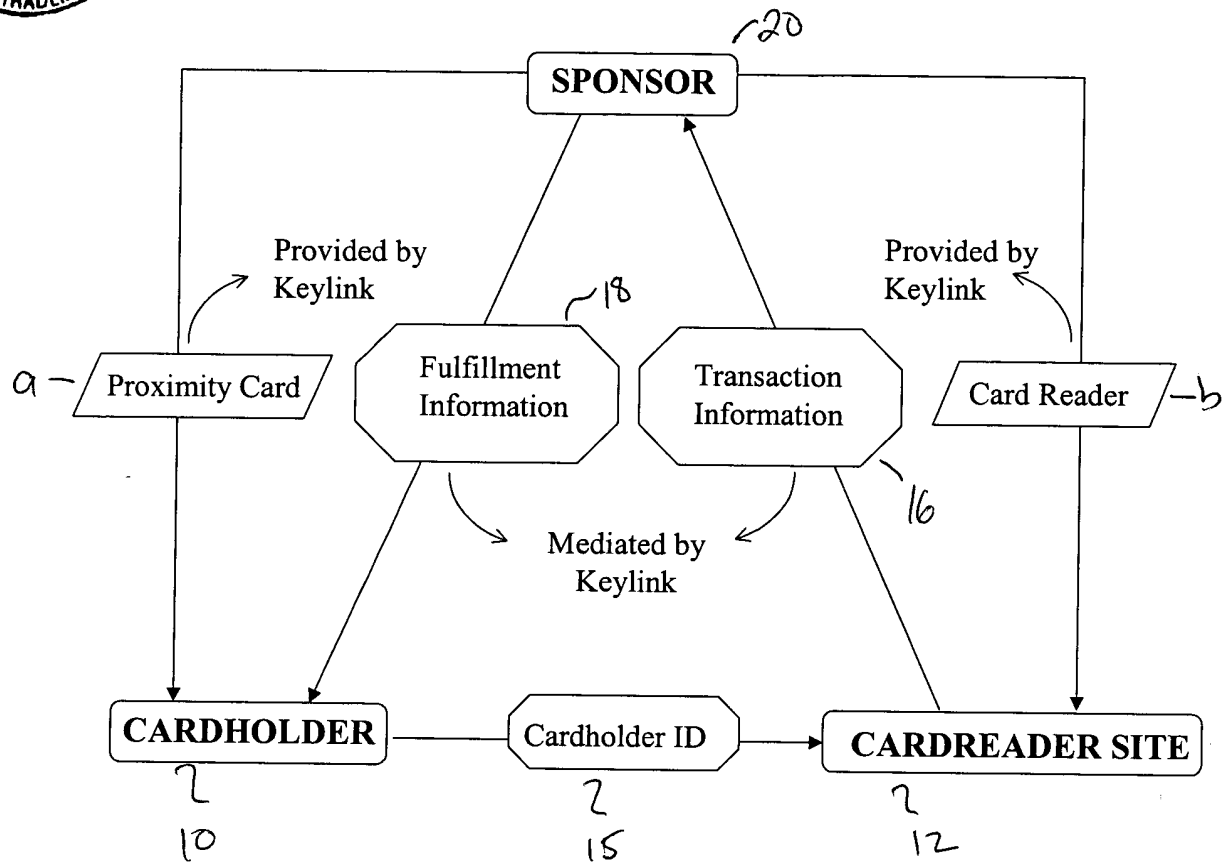 20
SPONSOR
Provided by
Keylink
Provided by
Keylink
18
a
Proximity Card
Fulfillment
Information
Transaction
Information
Card Reader
b
16
Mediated by
Keylink
CARDHOLDER
Cardholder ID
CARDREADER SITE
10
15
12